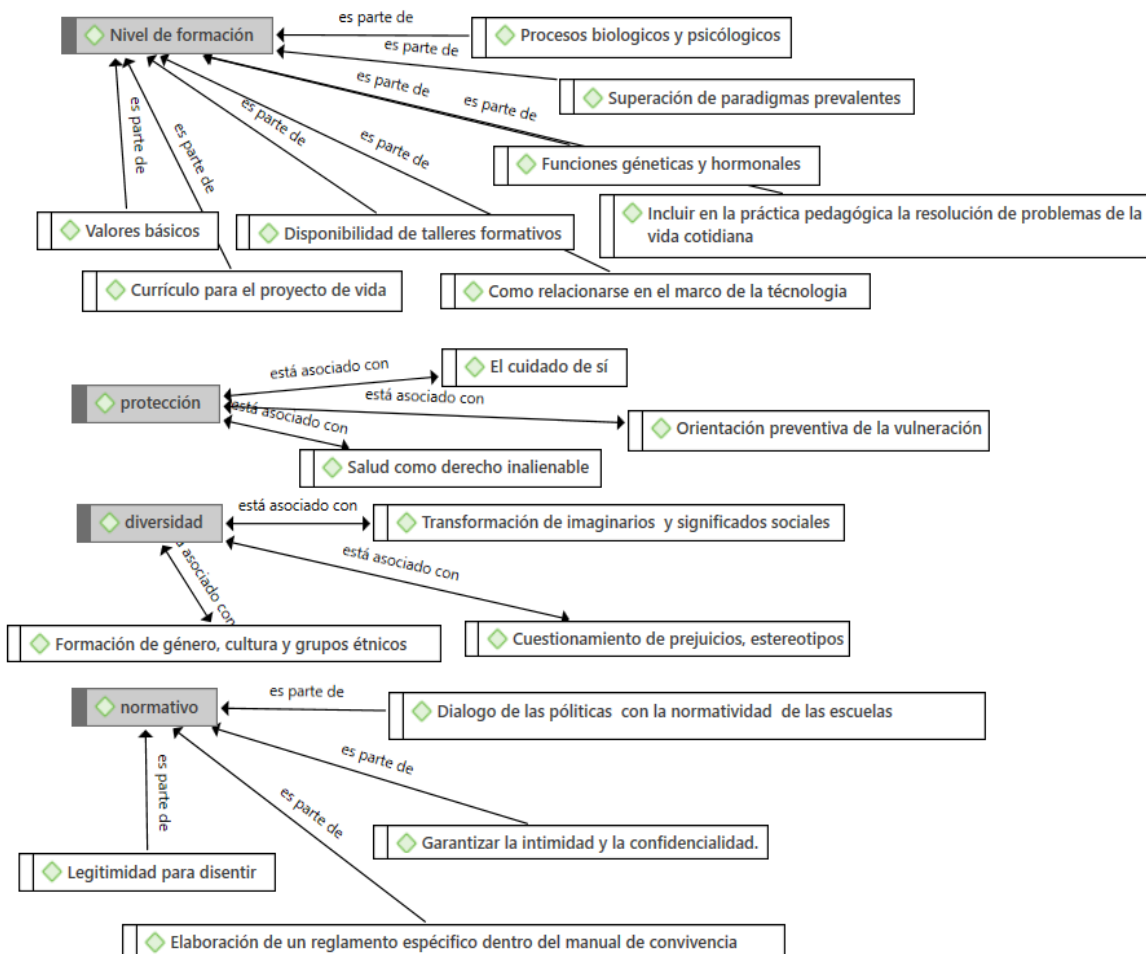 es parte de
Nivel de formación
Procesos biologicos y psicólogicos
es parte de
es parte de
Superación de paradigmas prevalentes
es parte de
es parte de
es parte de
es parte de
es parte de
Funciones géneticas y hormonales
Incluir en la práctica pedagógica la resolución de problemas de la
vida cotidiana
Valores básicos
Disponibilidad de talleres formativos
Currículo para el proyecto de vida
Como relacionarse en el marco de la técnologia
está asociado con
El cuidado de sí
protección
está asociado con
está asociado con
Orientación preventiva de la vulneración
Salud como derecho inalienable
diversidad
está asociado con
Transformación de imaginarios y significados sociales
está asociado con
á asociado con
Formación de género, cultura y grupos étnicos
Cuestionamiento de prejuicios, estereotipos
normativo
es parte de
Dialogo de las póliticas con la normatividad de las escuelas
es parte de
es parte de
es parte de
Garantizar la intimidad y la confidencialidad.
Legitimidad para disentir
Elaboración de un reglamento espécifico dentro del manual de convivencia